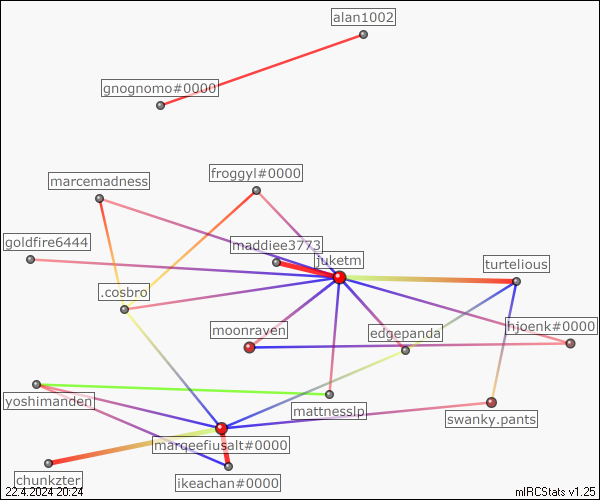 alan1002
gnognomo#0000
froggyl#0000
marcemadness
goldfire6444
maddiee3773
juketm
turtelious
.cosbro
moonraven
edgepanda
hjoenk#0000
yoshimanden
mattnesslp
swanky.pants
marqeefiusalt#0000
chunkzter
ikeachan#0000
22.4.2024 20:24
mIRCStats v1.25